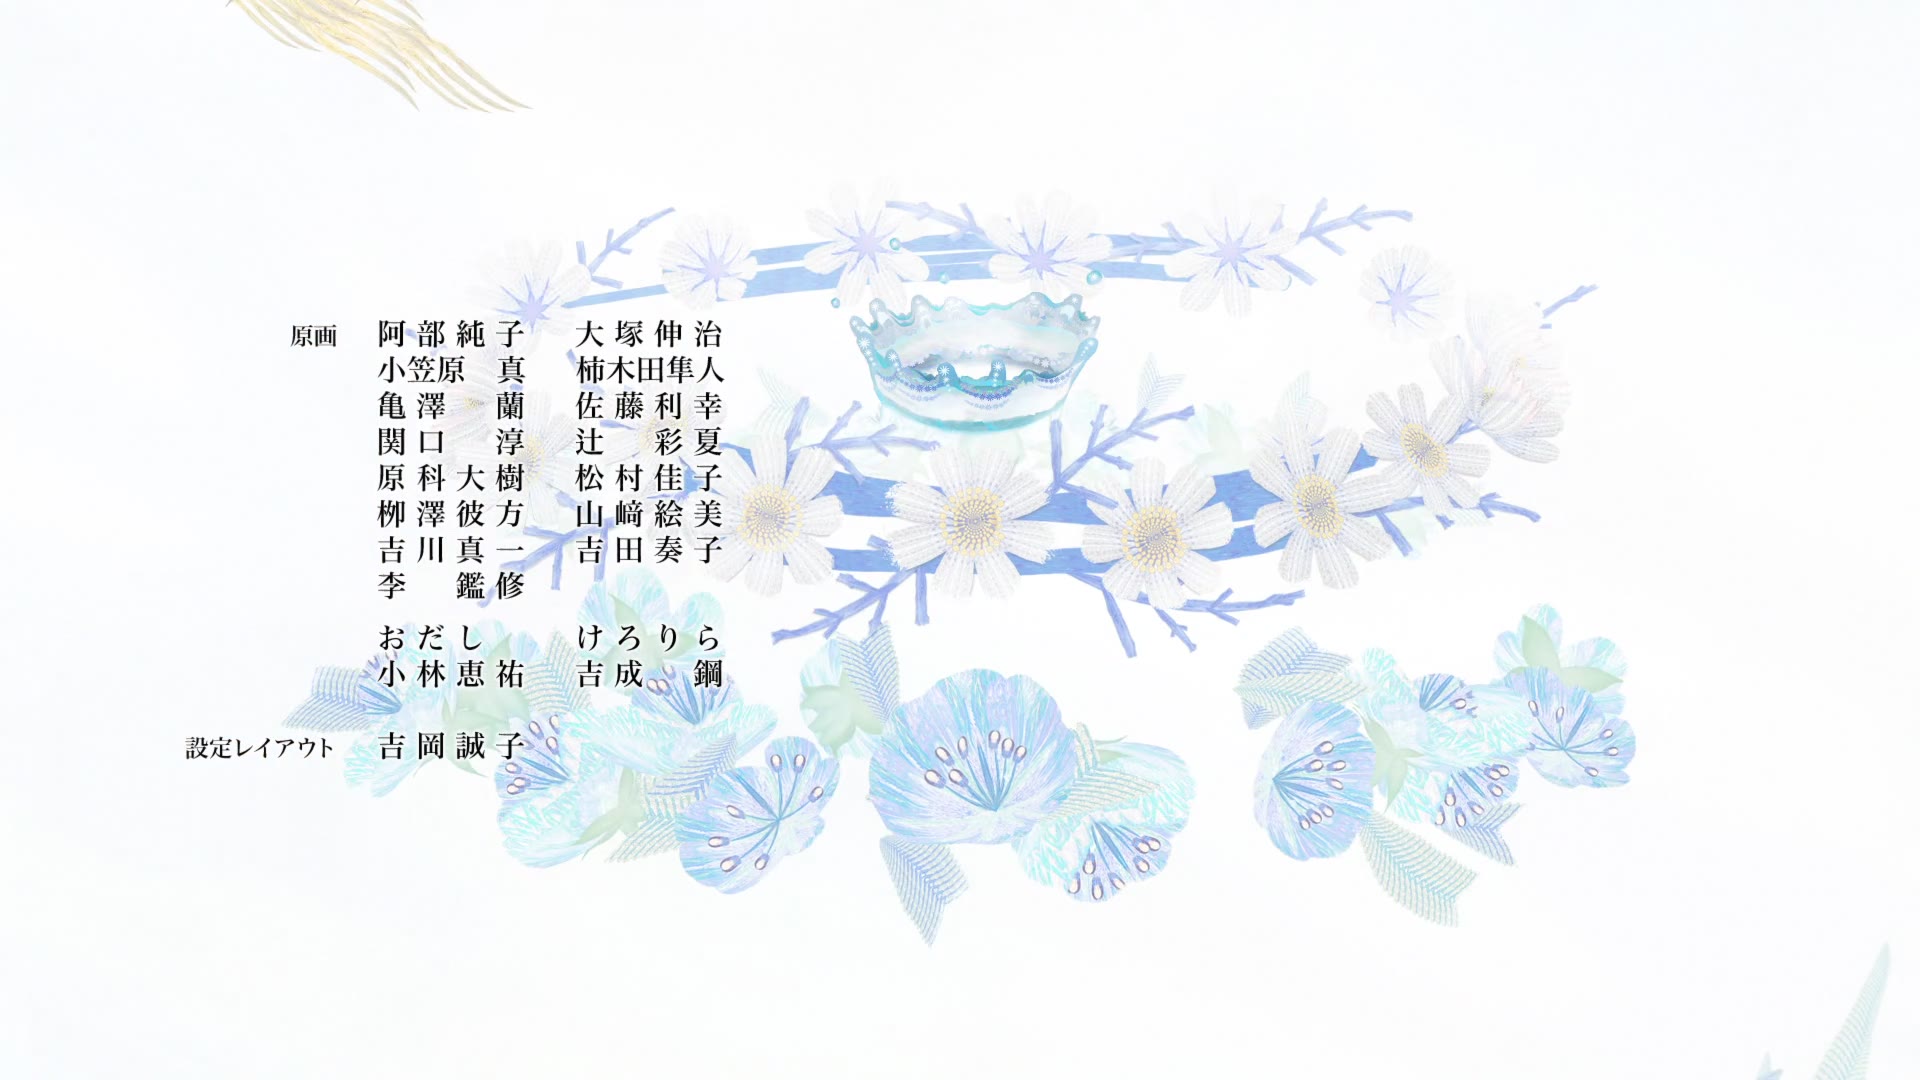 原画 阿部純子 大塚伸治
小笠原 真 柿木田隼人
亀澤 蘭 佐藤利幸
関口 淳 辻 彩夏
原科大樹 松村佳子
栁澤彼方 山﨑絵美
吉川真一 吉田奏子
李 鑑修
おだし けろりら
小林恵祐 吉成 鋼
設定レイアウト 吉岡誠子